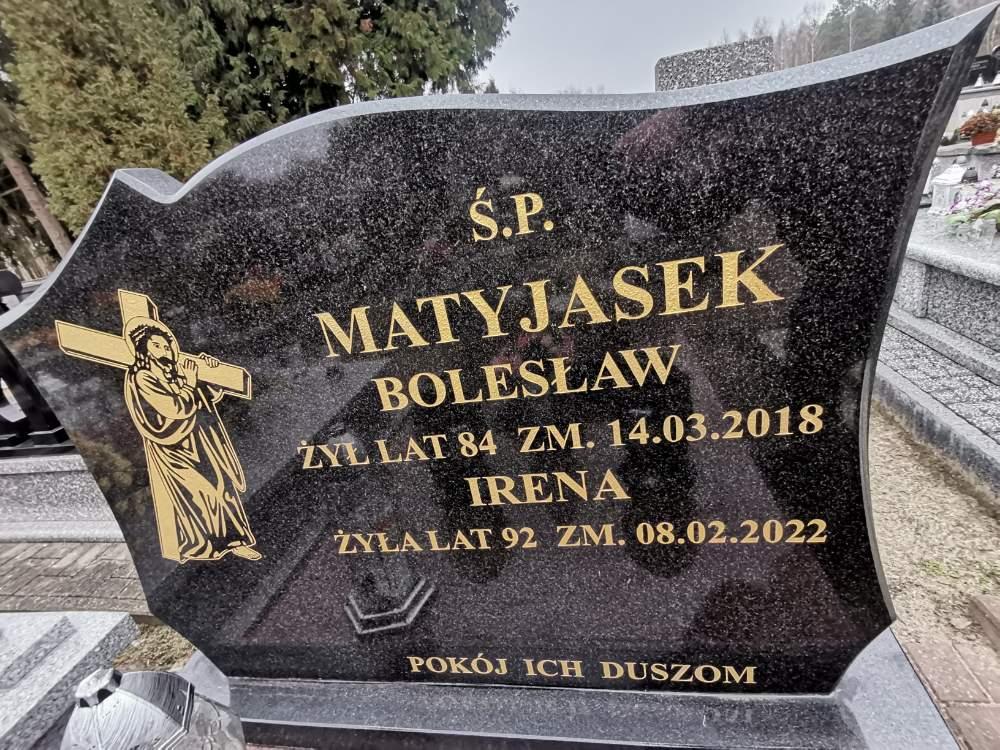 Ś.P.
MATYJASEK
BOLESŁAW
ŻYŁ LAT 84 ZM. 14.03.2018
IRENA
ŻYŁA LAT 92 ZM. 08.02.2022
POKÓJ ICH DUSZOM